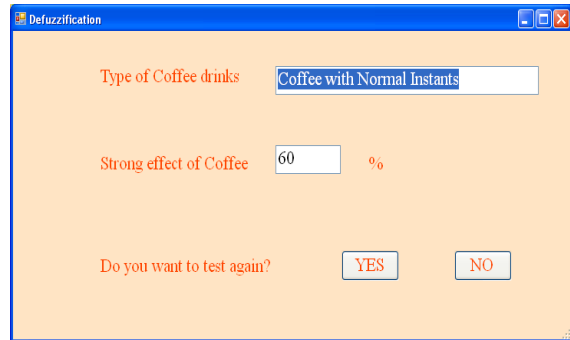 Defuzzification
Type of Coffee drinks Coffee with Normal Instants
Strong effect of Coffee 60 %
Do you want to test again? YES NO